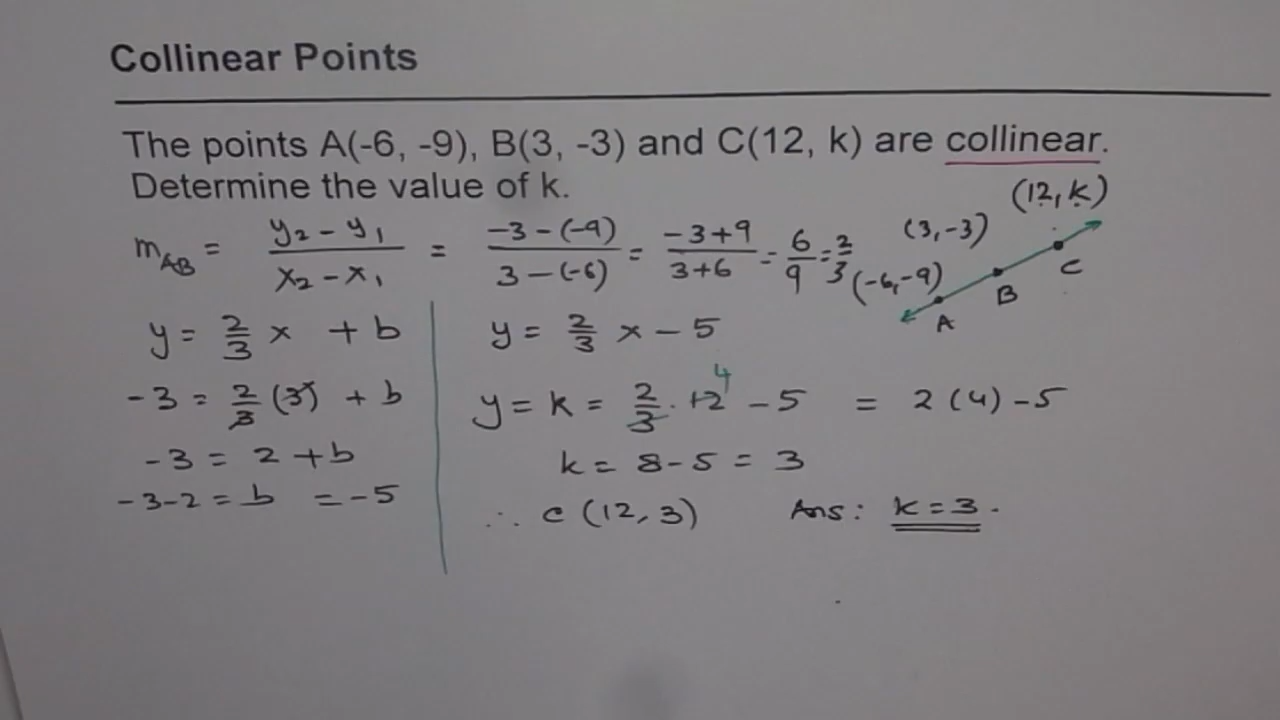 Collinear Points
The points A(-6, -9), B(3, -3) and C(12, k) are collinear.
Determine the value of k.
(12, k)
m_AB = (y₂ - y₁)/(x₂ - x₁) = (-3 - (-9))/(3 - (-6)) = (-3 + 9)/(3 + 6) = 6/9 = 2/3
(3, -3)
(-6, -9)
A B C
y = 2/3 x + b
-3 = 2/3 (3) + b
-3 = 2 + b
-3 - 2 = b = -5
y = 2/3 x - 5
y = k = 2/3 · 12 4 - 5 = 2(4) - 5
k = 8 - 5 = 3
∴ C (12, 3) Ans: k = 3.